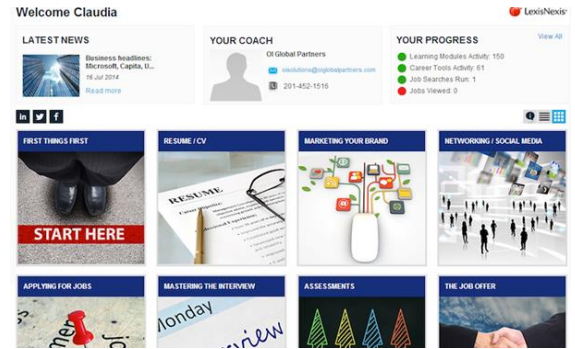 Welcome Claudia
LexisNexis
LATEST NEWS
Business headlines:
Microsoft, Capita, U...
16 Jul 2014
Read more
YOUR COACH
OI Global Partners
oisolutions@oiglobalpartners.com
201-452-1516
YOUR PROGRESS
View All
Learning Modules Activity: 150
Career Tools Activity: 61
Job Searches Run: 1
Jobs Viewed: 0
in f
FIRST THINGS FIRST
START HERE
RESUME / CV
RESUME
MARKETING YOUR BRAND
NETWORKING / SOCIAL MEDIA
APPLYING FOR JOBS
MASTERING THE INTERVIEW
Monday
view
ASSESSMENTS
THE JOB OFFER